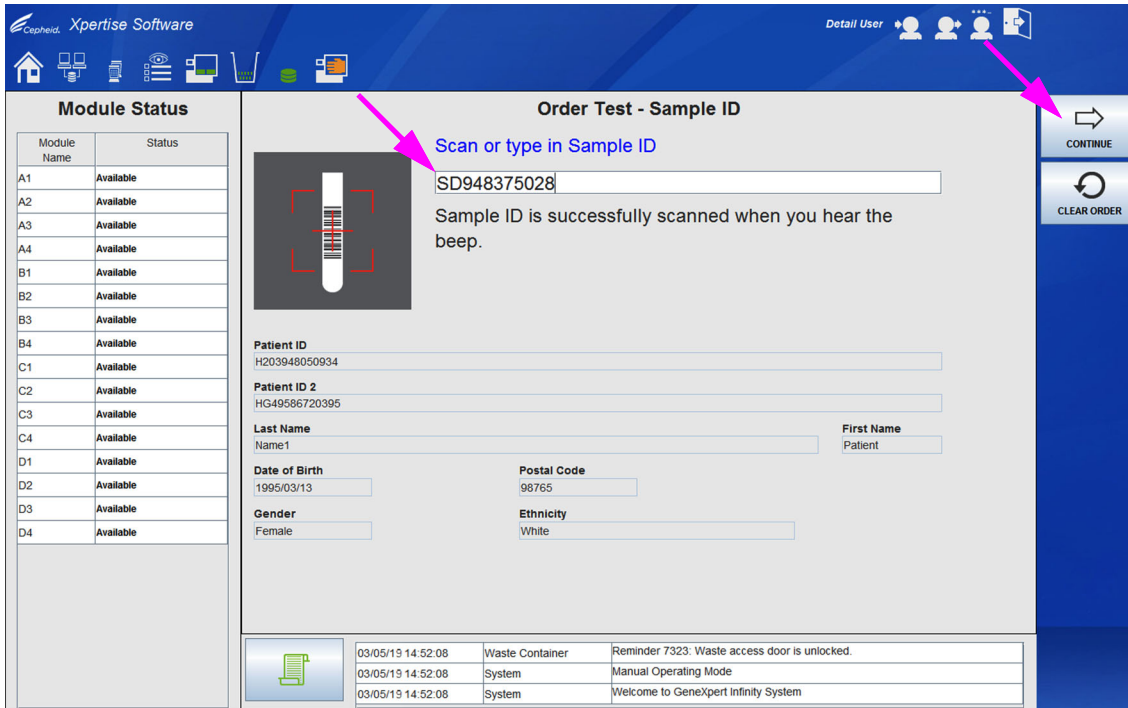 Cepheid. Xpertise Software
Detail User
Module Status
Module Name Status
A1 Available
A2 Available
A3 Available
A4 Available
B1 Available
B2 Available
B3 Available
B4 Available
C1 Available
C2 Available
C3 Available
C4 Available
D1 Available
D2 Available
D3 Available
D4 Available
Order Test - Sample ID
Scan or type in Sample ID
SD948375028
Sample ID is successfully scanned when you hear the
beep.
Patient ID
H203948050934
Patient ID 2
HG49586720395
Last Name First Name
Name1 Patient
Date of Birth Postal Code
1995/03/13 98765
Gender Ethnicity
Female White
03/05/19 14:52:08 Waste Container Reminder 7323: Waste access door is unlocked.
03/05/19 14:52:08 System Manual Operating Mode
03/05/19 14:52:08 System Welcome to GeneXpert Infinity System
CONTINUE
CLEAR ORDER